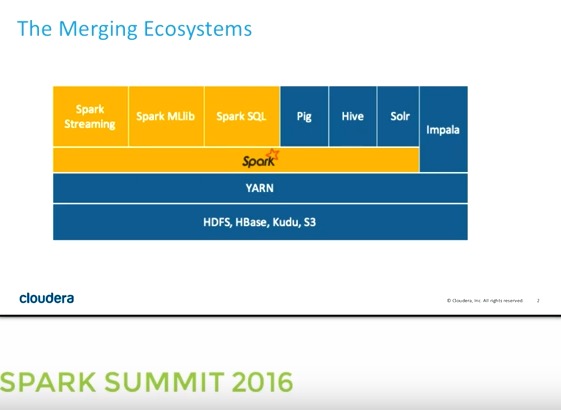 The Merging Ecosystems
Spark
Streaming
Spark MLlib
Spark SQL
Pig
Hive
Solr
Impala
Spark
YARN
HDFS, HBase, Kudu, S3
cloudera
© Cloudera, Inc. All rights reserved.
2
SPARK SUMMIT 2016